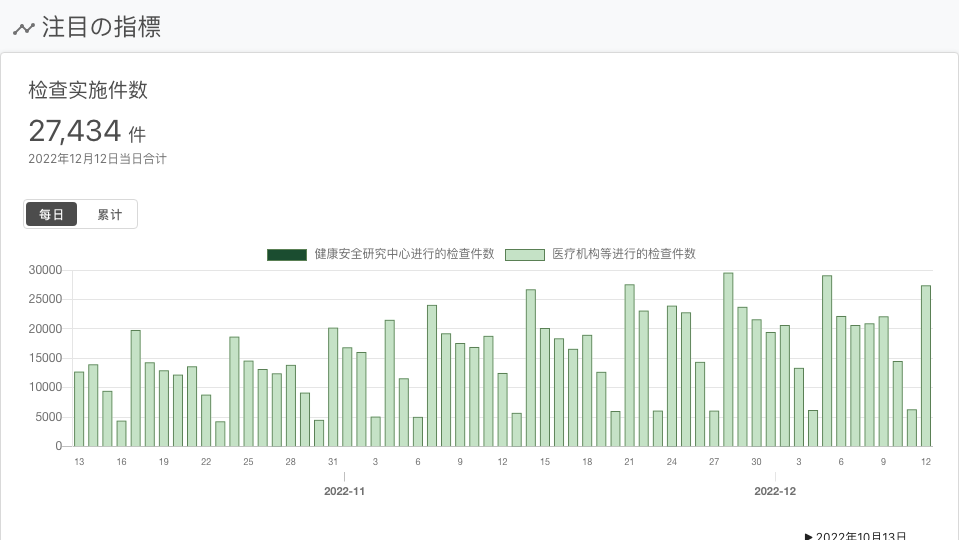 注目の指標
检查实施件数
27,434 件
2022年12月12日当日合计
每日 累计
健康安全研究中心进行的检查件数 医疗机构等进行的检查件数
30000
25000
20000
15000
10000
5000
0
13 16 19 22 25 28 31 3 6 9 12 15 18 21 24 27 30 3 6 9 12
2022-11 2022-12
▶ 2022年10月13日